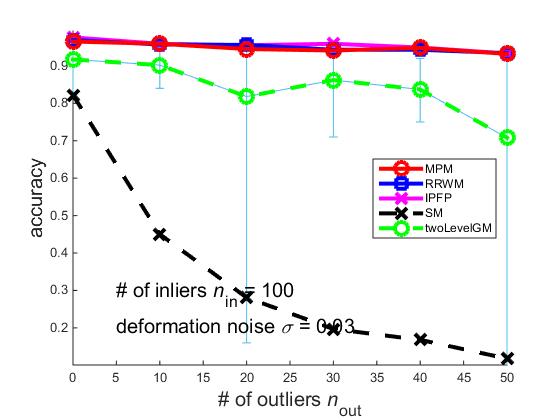 0.9
0.8
0.7
0.6
0.5
0.4
0.3
0.2
accuracy
MPM
RRWM
IPFP
SM
twoLevelGM
# of inliers n_in = 100
deformation noise σ = 0.03
0 5 10 15 20 25 30 35 40 45 50
# of outliers n_out